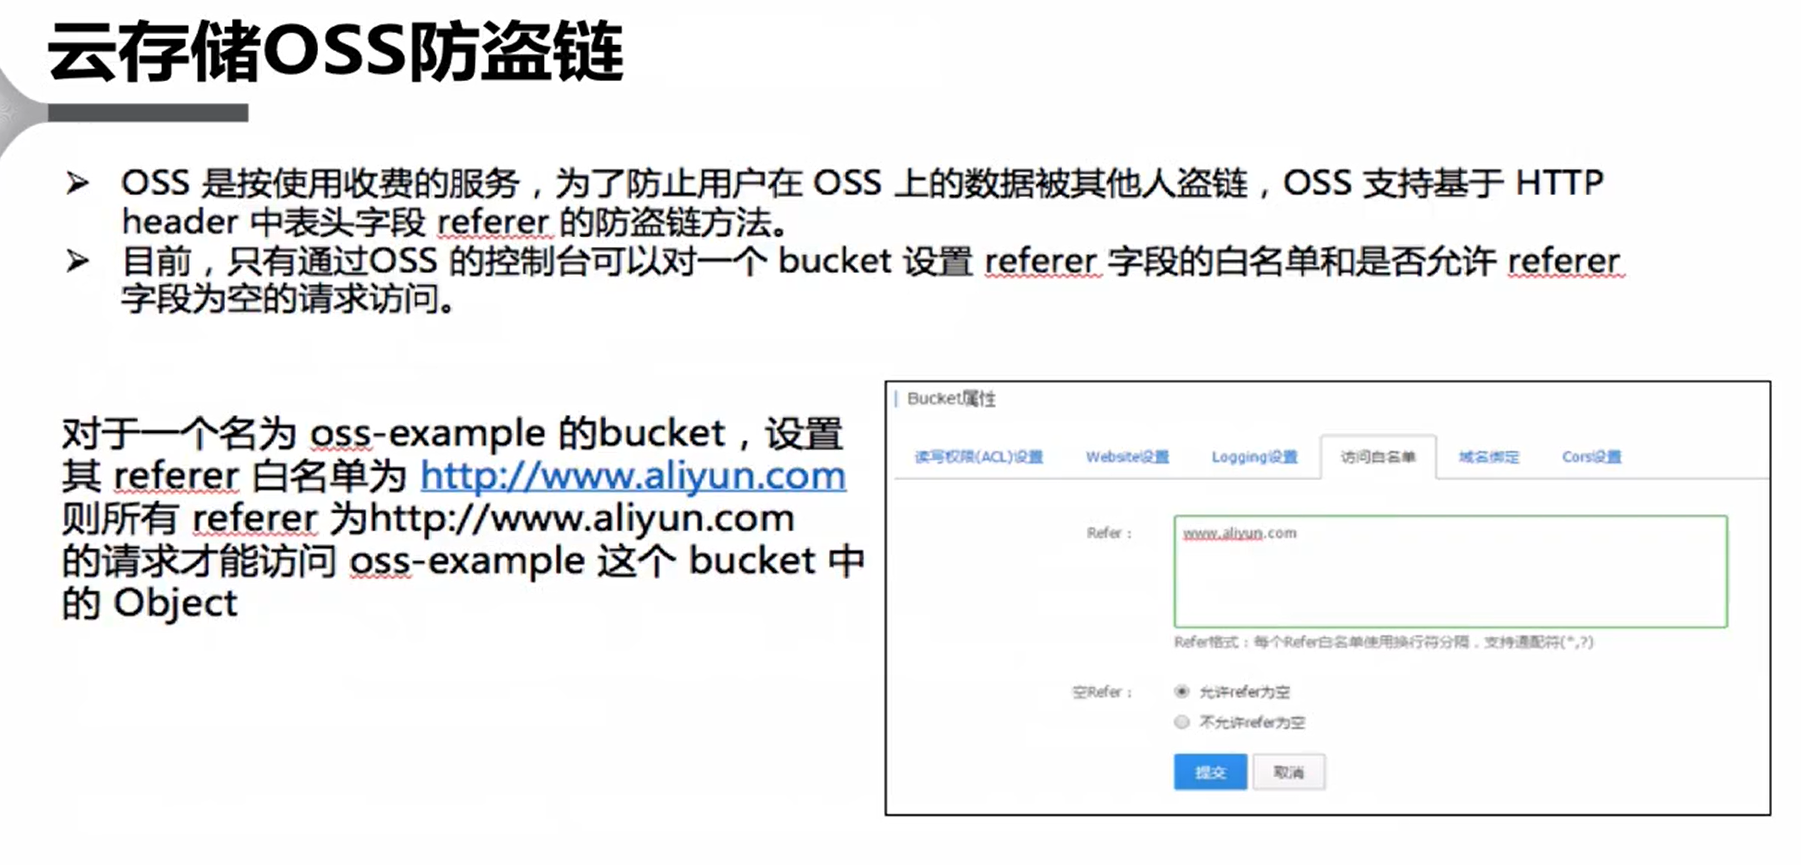 云存储OSS防盗链
➢ OSS 是按使用收费的服务，为了防止用户在 OSS 上的数据被其他人盗链，OSS 支持基于 HTTP
header 中表头字段 referer 的防盗链方法。
➢ 目前，只有通过OSS 的控制台可以对一个 bucket 设置 referer 字段的白名单和是否允许 referer
字段为空的请求访问。
对于一个名为 oss-example 的bucket，设置
其 referer 白名单为 http://www.aliyun.com
则所有 referer 为http://www.aliyun.com
的请求才能访问 oss-example 这个 bucket 中
的 Object
Bucket属性
读写权限(ACL)设置 Website设置 Logging设置 访问白名单 域名绑定 Cors设置
Refer： www.aliyun.com
Refer格式：每个Refer白名单使用换行符分隔，支持通配符(*,?)
空Refer： 允许refer为空
不允许refer为空
提交 取消